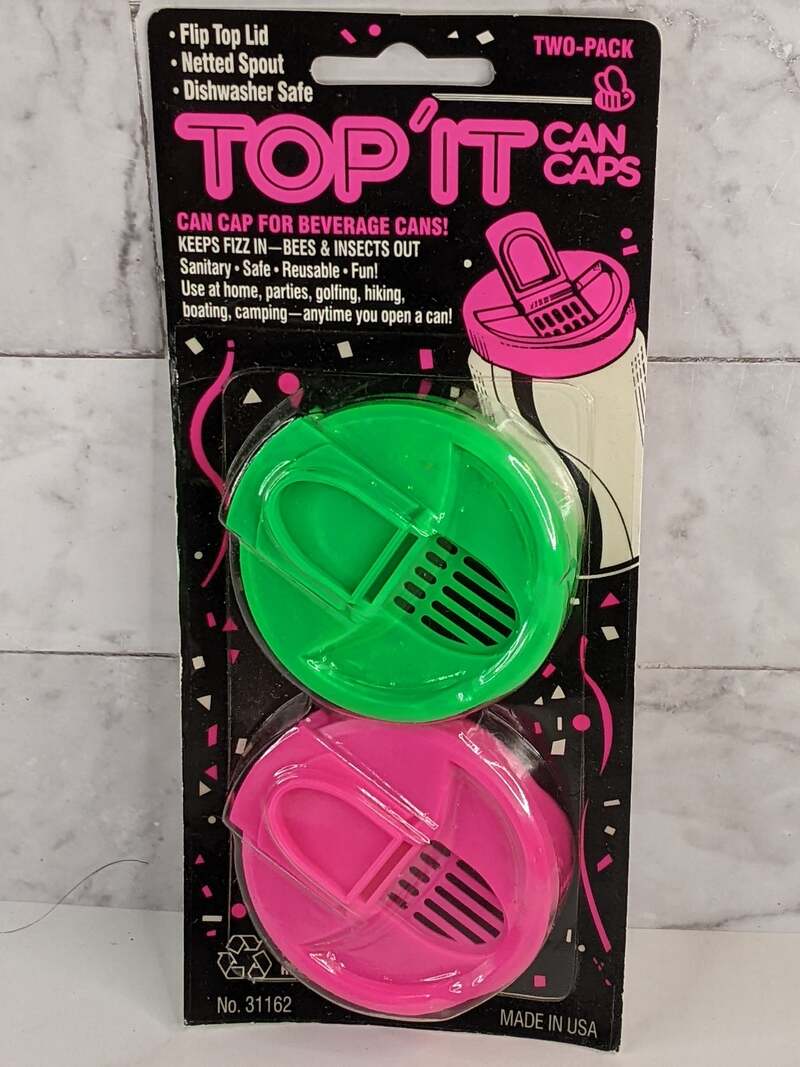 • Flip Top Lid
• Netted Spout
• Dishwasher Safe
TWO-PACK
TOP'IT CAN CAPS
CAN CAP FOR BEVERAGE CANS!
KEEPS FIZZ IN—BEES & INSECTS OUT
Sanitary • Safe • Reusable • Fun!
Use at home, parties, golfing, hiking,
boating, camping—anytime you open a can!
No. 31162
MADE IN USA